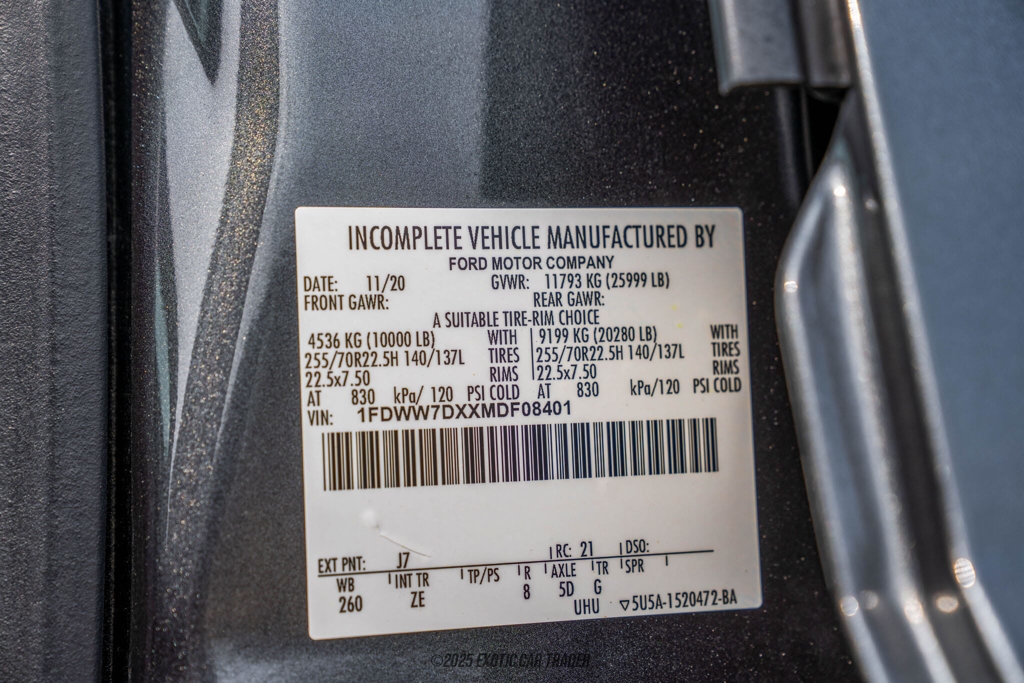 INCOMPLETE VEHICLE MANUFACTURED BY
FORD MOTOR COMPANY
DATE: 11/20 GVWR: 11793 KG (25999 LB)
FRONT GAWR: REAR GAWR:
A SUITABLE TIRE-RIM CHOICE
4536 KG (10000 LB) WITH 9199 KG (20280 LB) WITH
255/70R22.5H 140/137L TIRES 255/70R22.5H 140/137L TIRES
22.5x7.50 RIMS 22.5x7.50 RIMS
AT 830 kPa/ 120 PSI COLD AT 830 kPa/120 PSI COLD
VIN: 1FDWW7DXXMDF08401
EXT PNT: J7 RC: 21 DSO:
WB INT TR TP/PS R AXLE TR SPR
260 ZE 8 5D G
UHU 5U5A-1520472-BA
©2025 EXOTIC CAR TRADER